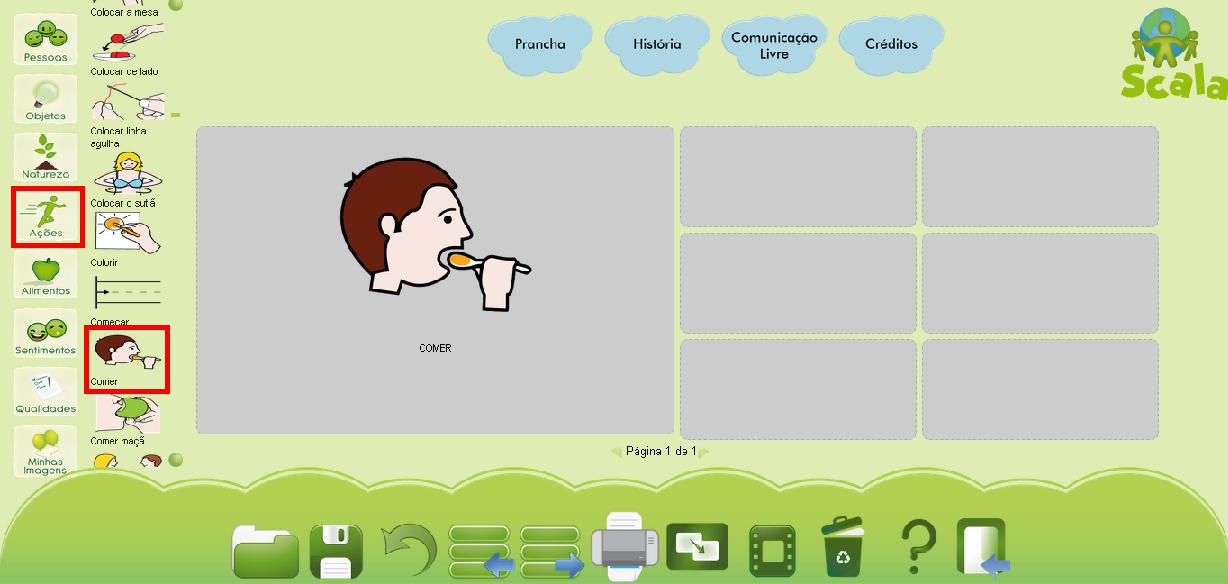 Pessoas
Objetos
Natureza
Ações
Alimentos
Sentimentos
Qualidades
Minhas
Imagens
Colocar a mesa
Colocar de lado
Colocar linha
agulha
Colocar o sutiã
Colorir
Começar
Comer
Comer maçã
Prancha
História
Comunicação
Livre
Créditos
Scala
COMER
Página 1 de 1